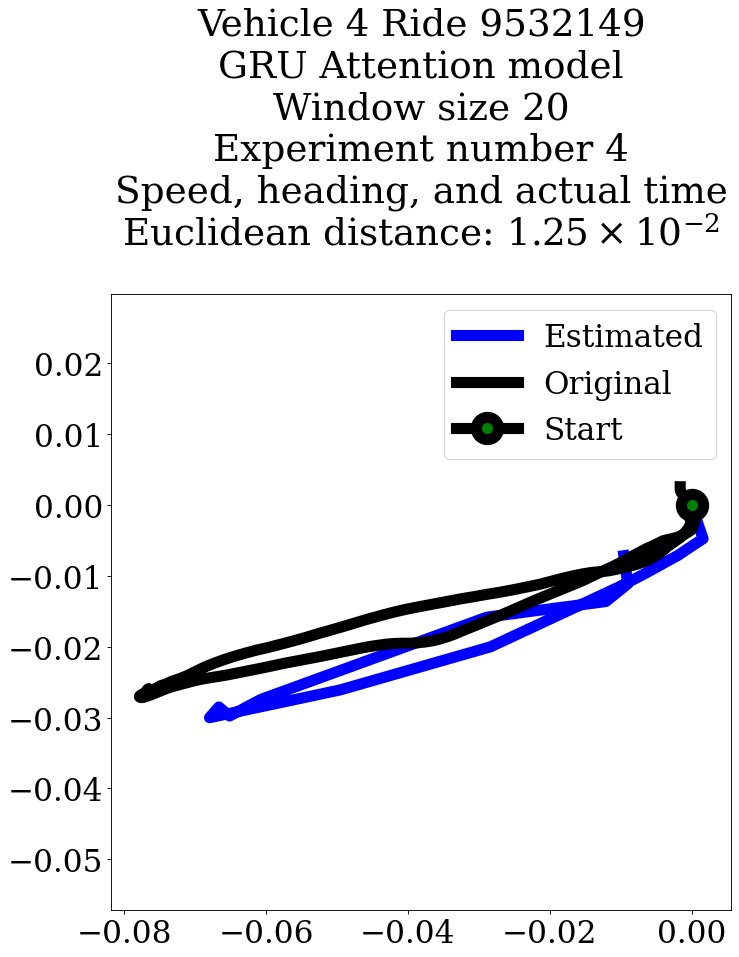 Vehicle 4 Ride 9532149
GRU Attention model
Window size 20
Experiment number 4
Speed, heading, and actual time
Euclidean distance: 1.25 × 10⁻²
Estimated
Original
Start
0.02
0.01
0.00
−0.01
−0.02
−0.03
−0.04
−0.05
−0.08 −0.06 −0.04 −0.02 0.00